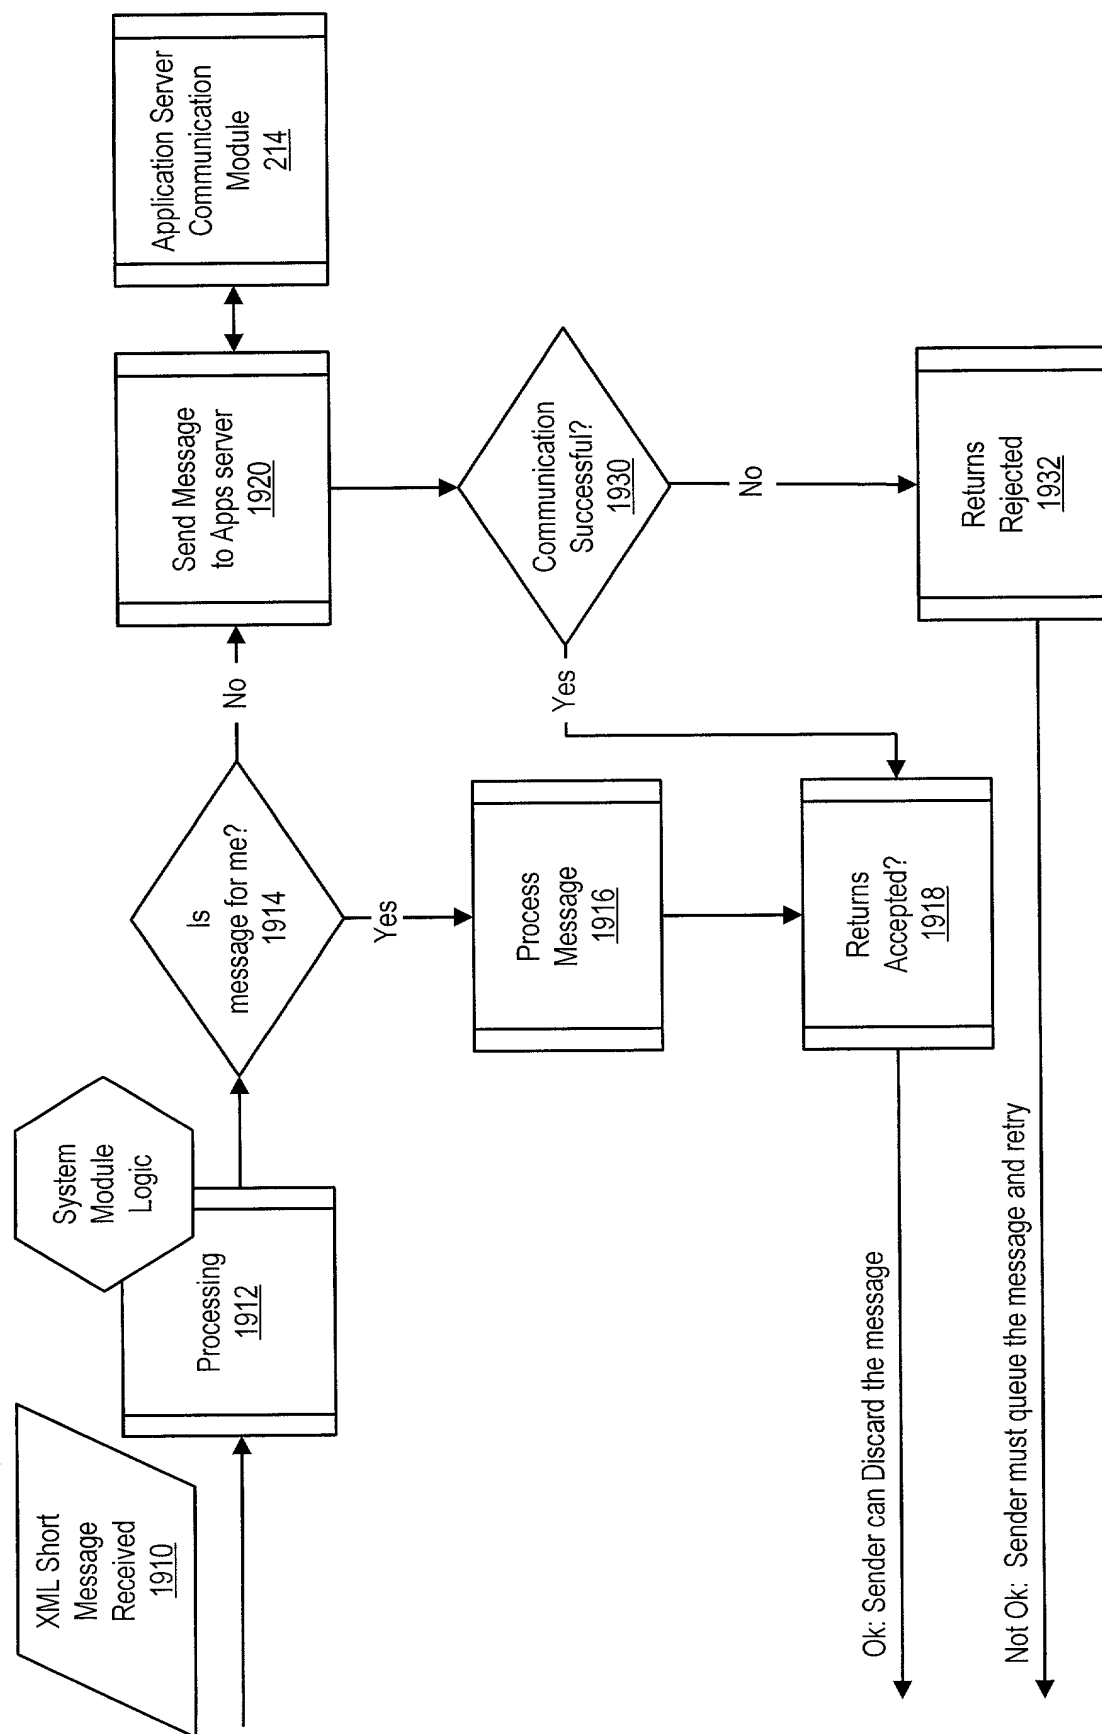 XML Short
Message
Received
1910
System
Module
Logic
Processing
1912
Is
message for me?
1914
No
Yes
Send Message
to Apps server
1920
Application Server
Communication
Module
214
Process
Message
1916
Communication
Successful?
1930
Yes
No
Returns
Accepted?
1918
Returns
Rejected
1932
Ok: Sender can Discard the message
Not Ok: Sender must queue the message and retry